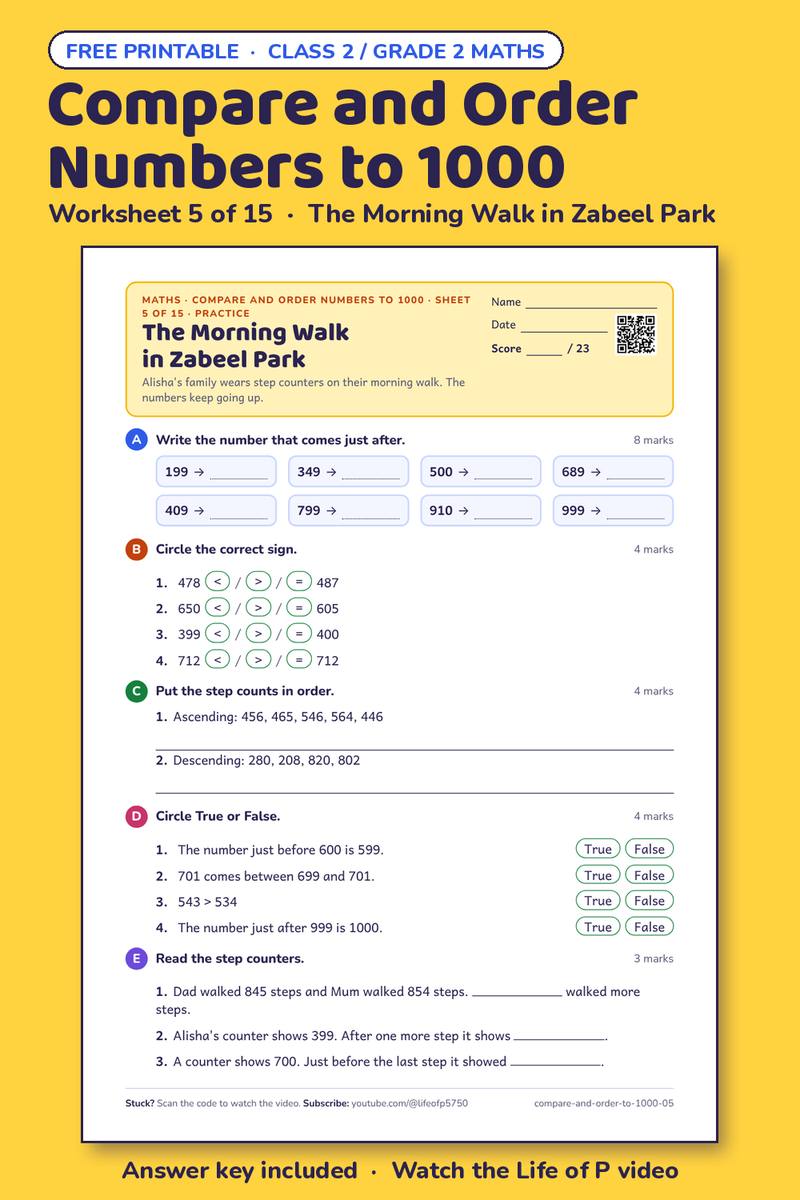 FREE PRINTABLE · CLASS 2 / GRADE 2 MATHS
Compare and Order
Numbers to 1000
Worksheet 5 of 15 · The Morning Walk in Zabeel Park
MATHS · COMPARE AND ORDER NUMBERS TO 1000 · SHEET
5 OF 15 · PRACTICE
The Morning Walk
in Zabeel Park
Alisha's family wears step counters on their morning walk. The
numbers keep going up.
Name
Date
Score / 23
A Write the number that comes just after. 8 marks
199 → 349 → 500 → 689 →
409 → 799 → 910 → 999 →
B Circle the correct sign. 4 marks
1. 478 < / > / = 487
2. 650 < / > / = 605
3. 399 < / > / = 400
4. 712 < / > / = 712
C Put the step counts in order. 4 marks
1. Ascending: 456, 465, 546, 564, 446
2. Descending: 280, 208, 820, 802
D Circle True or False. 4 marks
1. The number just before 600 is 599. True False
2. 701 comes between 699 and 701. True False
3. 543 > 534 True False
4. The number just after 999 is 1000. True False
E Read the step counters. 3 marks
1. Dad walked 845 steps and Mum walked 854 steps. ____________ walked more
steps.
2. Alisha's counter shows 399. After one more step it shows ____________.
3. A counter shows 700. Just before the last step it showed ____________.
Stuck? Scan the code to watch the video. Subscribe: youtube.com/@lifeofp5750 compare-and-order-to-1000-05
Answer key included · Watch the Life of P video